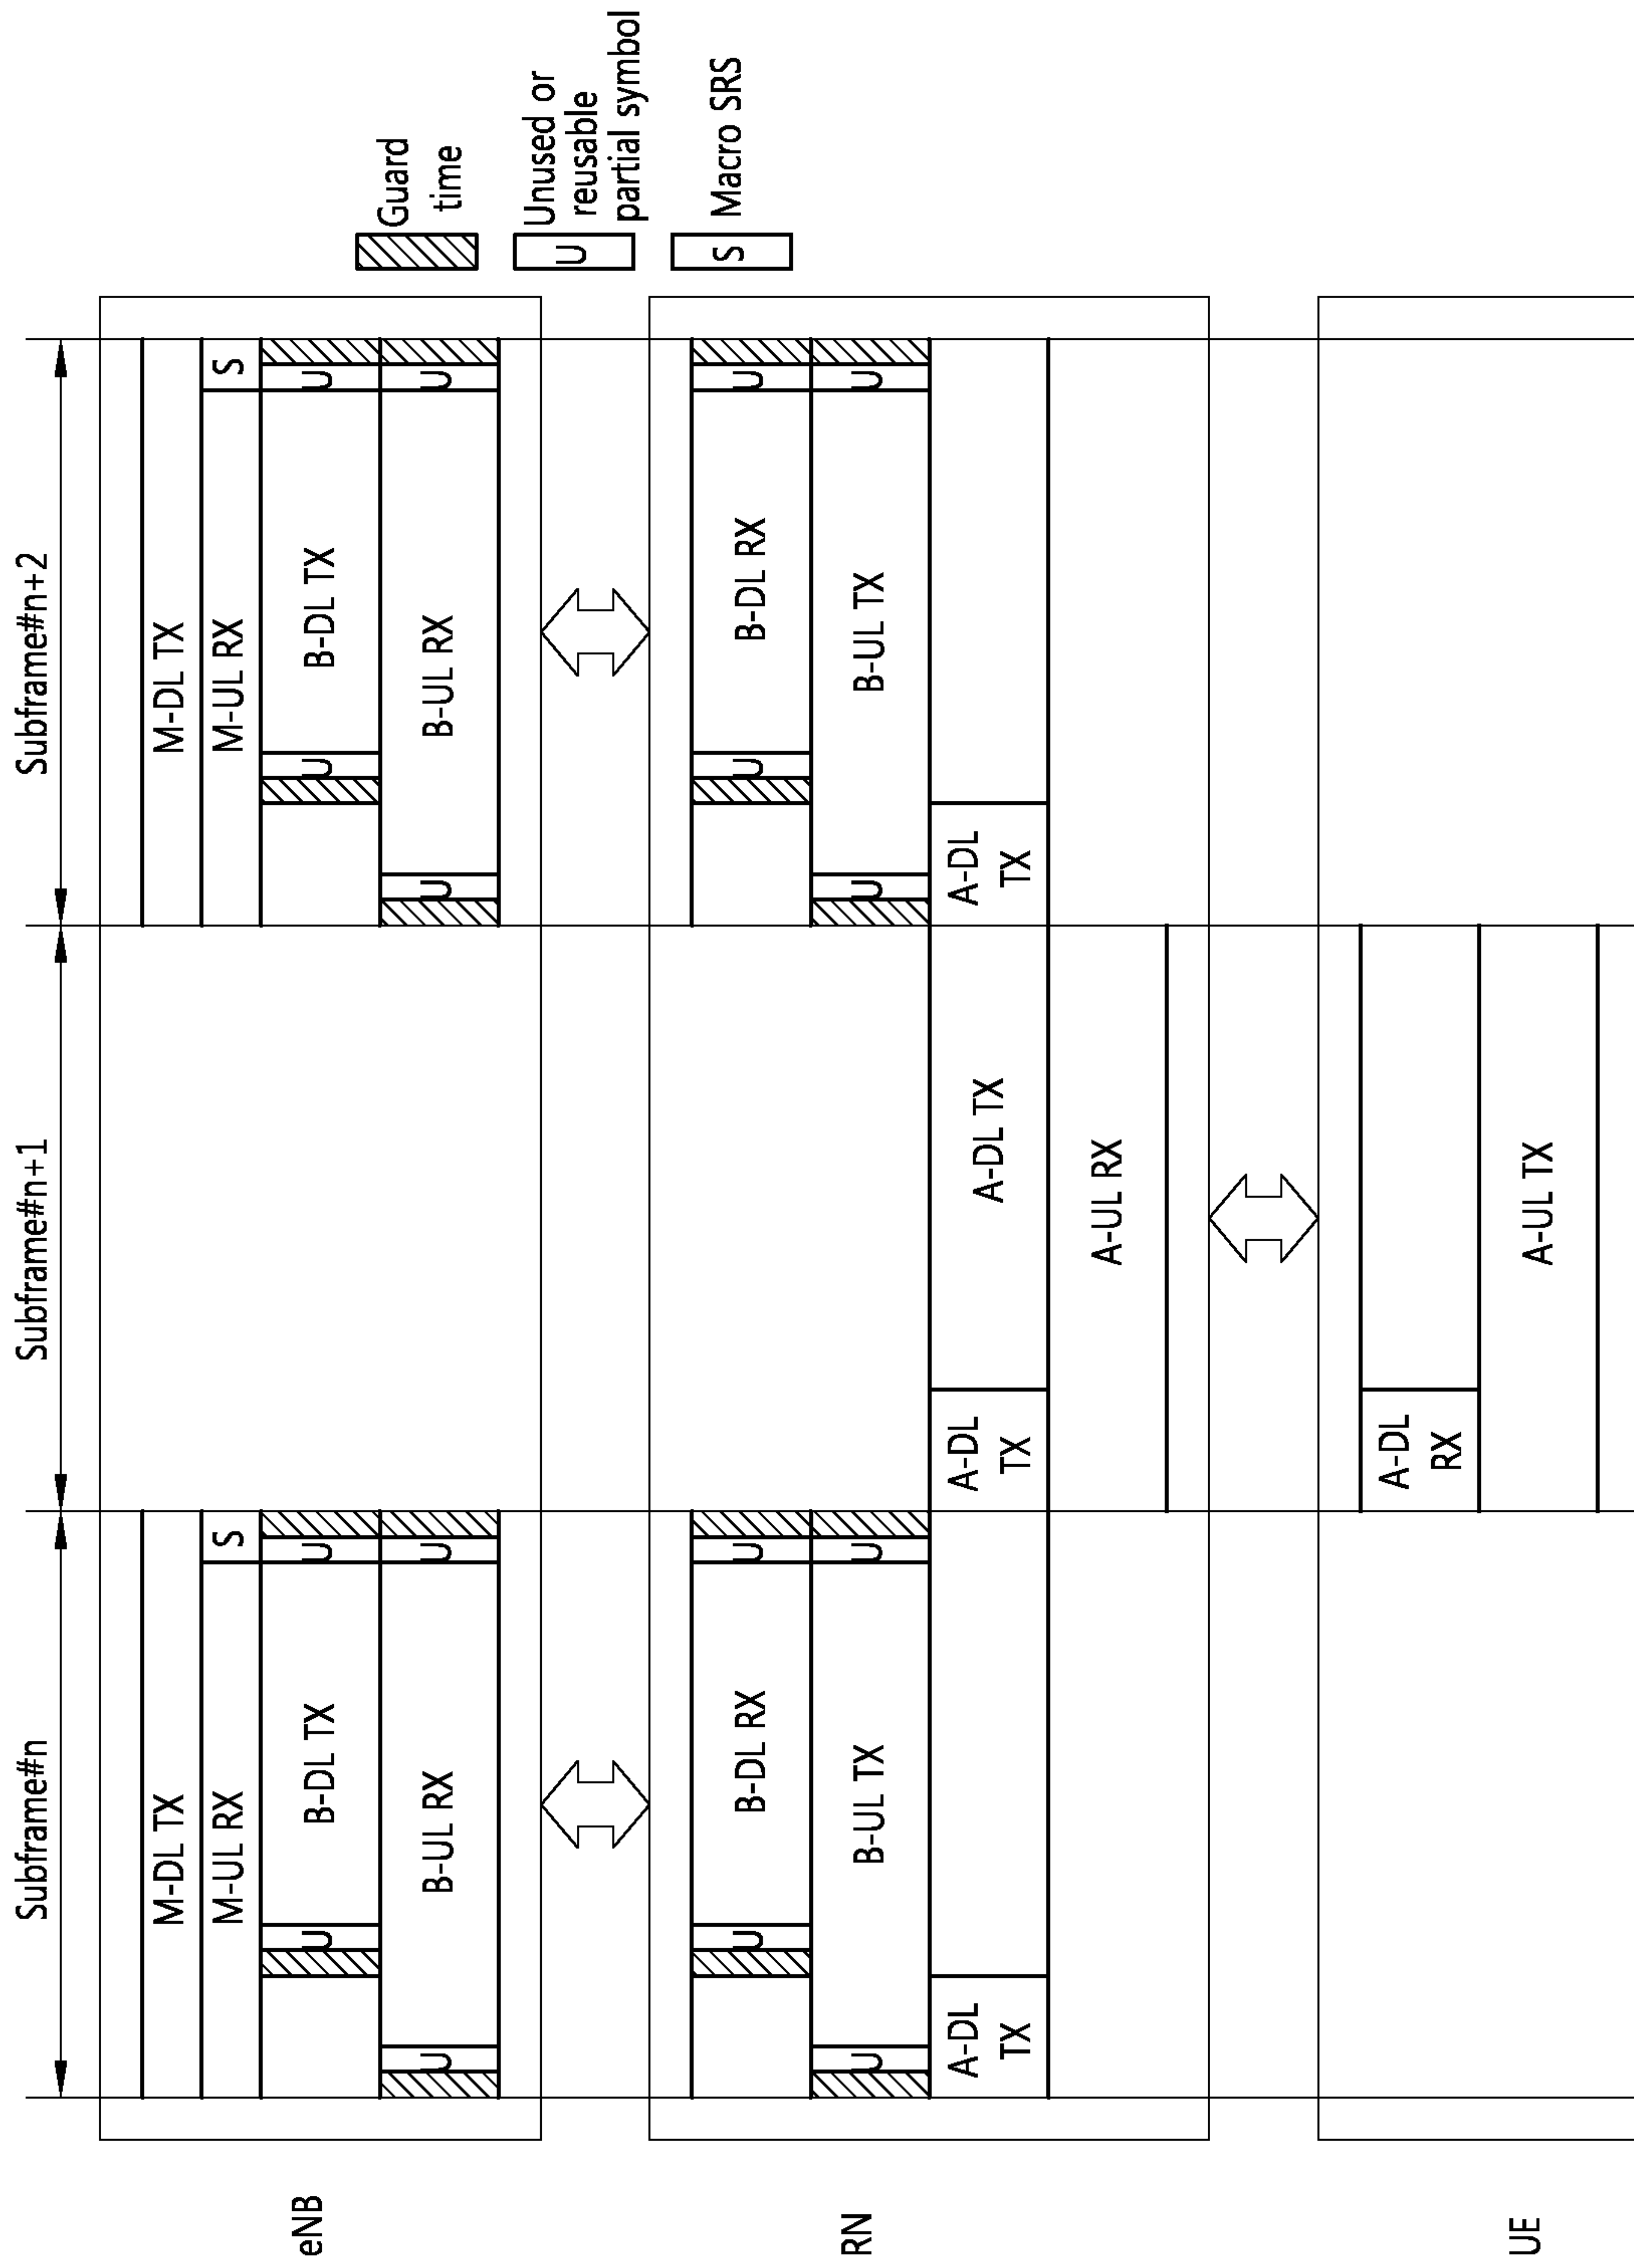 Subframe#n
Subframe#n+1
Subframe#n+2
eNB
M-DL TX
M-DL TX
M-UL RX
S
M-UL RX
S
U
B-DL TX
U
U
B-DL TX
U
U
B-UL RX
U
U
B-UL RX
U
RN
U
B-DL RX
U
U
B-DL RX
U
U
B-UL TX
U
U
B-UL TX
U
A-DL
TX
A-DL
TX
A-DL TX
A-DL
TX
A-UL RX
UE
A-DL
RX
A-UL TX
Guard
time
U
Unused or
reusable
partial symbol
S
Macro SRS